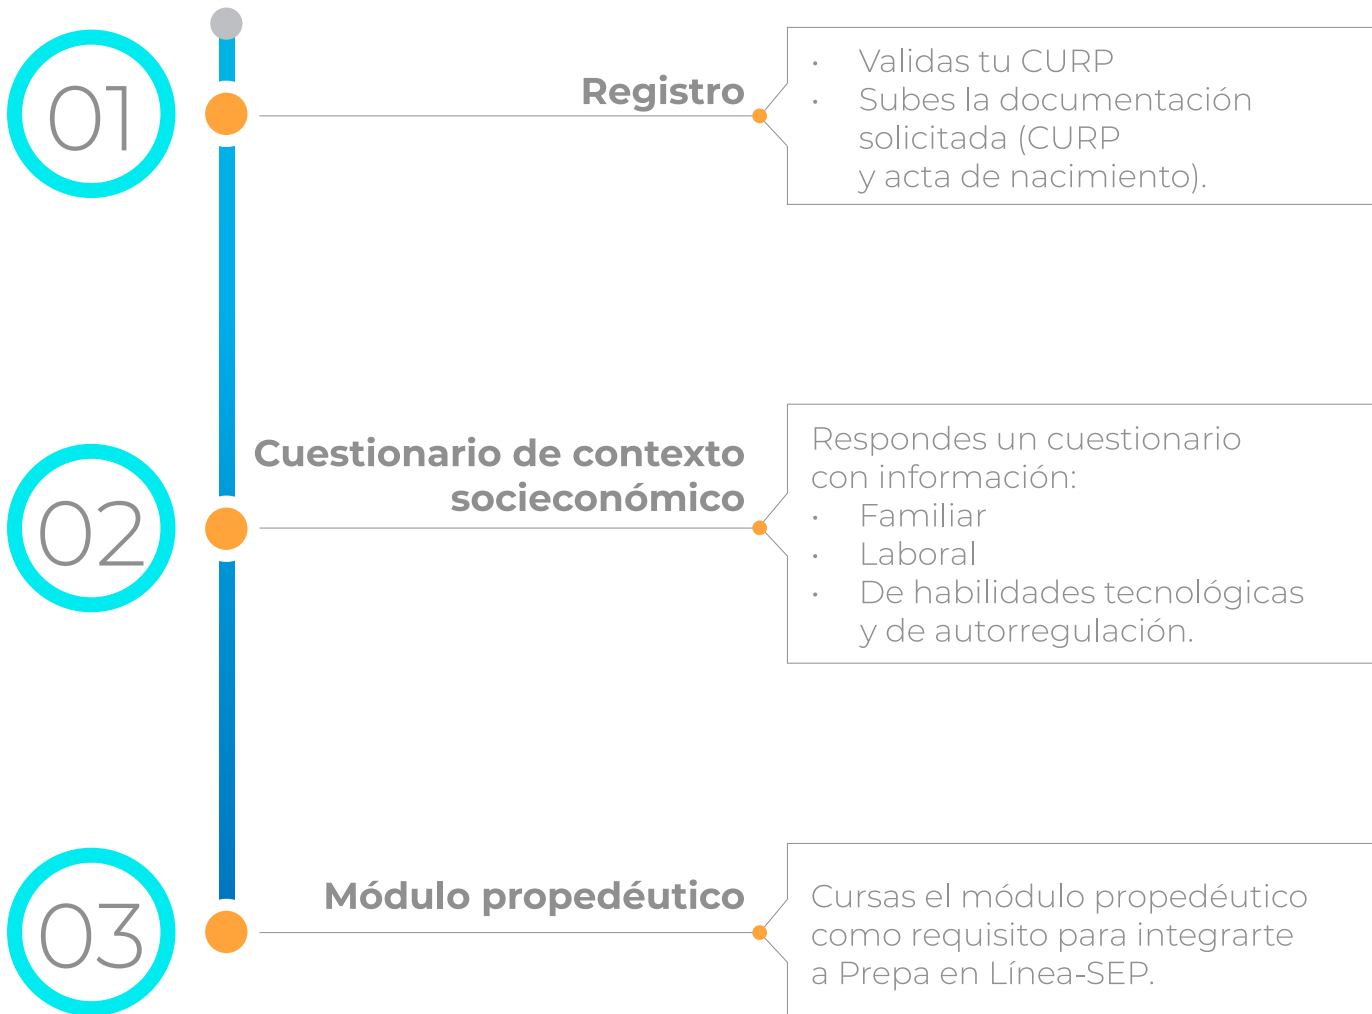 01
Registro
• Validas tu CURP
• Subes la documentación
solicitada (CURP
y acta de nacimiento).
02
Cuestionario de contexto
socieconómico
Respondes un cuestionario
con información:
• Familiar
• Laboral
• De habilidades tecnológicas
y de autorregulación.
03
Módulo propedéutico
Cursas el módulo propedéutico
como requisito para integrarte
a Prepa en Línea-SEP.